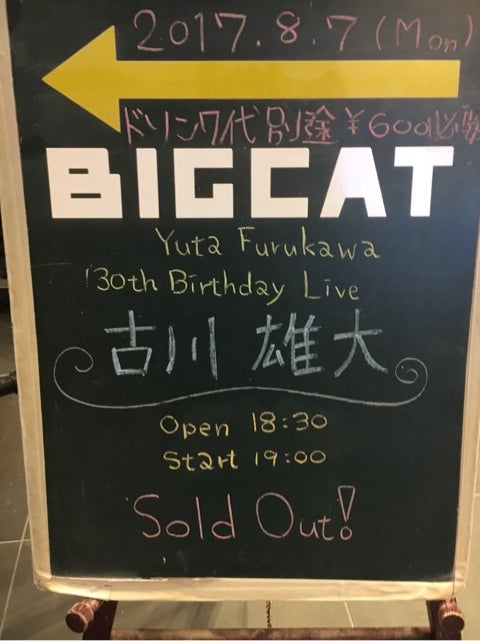 2017.8.7 (Mon)
ドリンク代別途¥600必要
BIGCAT
Yuta Furukawa
30th Birthday Live
古川 雄大
Open 18:30
Start 19:00
Sold Out!